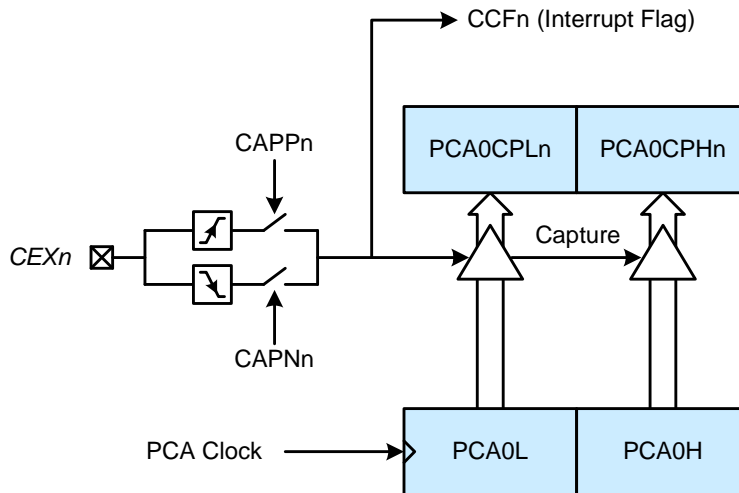 CCFn (Interrupt Flag)
PCA0CPLn
PCA0CPHn
CAPPn
CEXn
Capture
CAPNn
PCA Clock
PCA0L
PCA0H